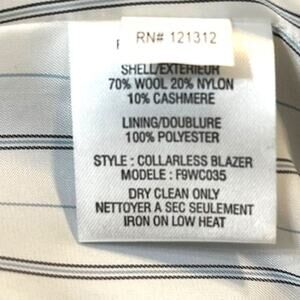 RN# 121312
SHELL/EXTERIEUR
70% WOOL 20% NYLON
10% CASHMERE
LINING/DOUBLURE
100% POLYESTER
STYLE : COLLARLESS BLAZER
MODELE : F9WC035
DRY CLEAN ONLY
NETTOYER A SEC SEULEMENT
IRON ON LOW HEAT